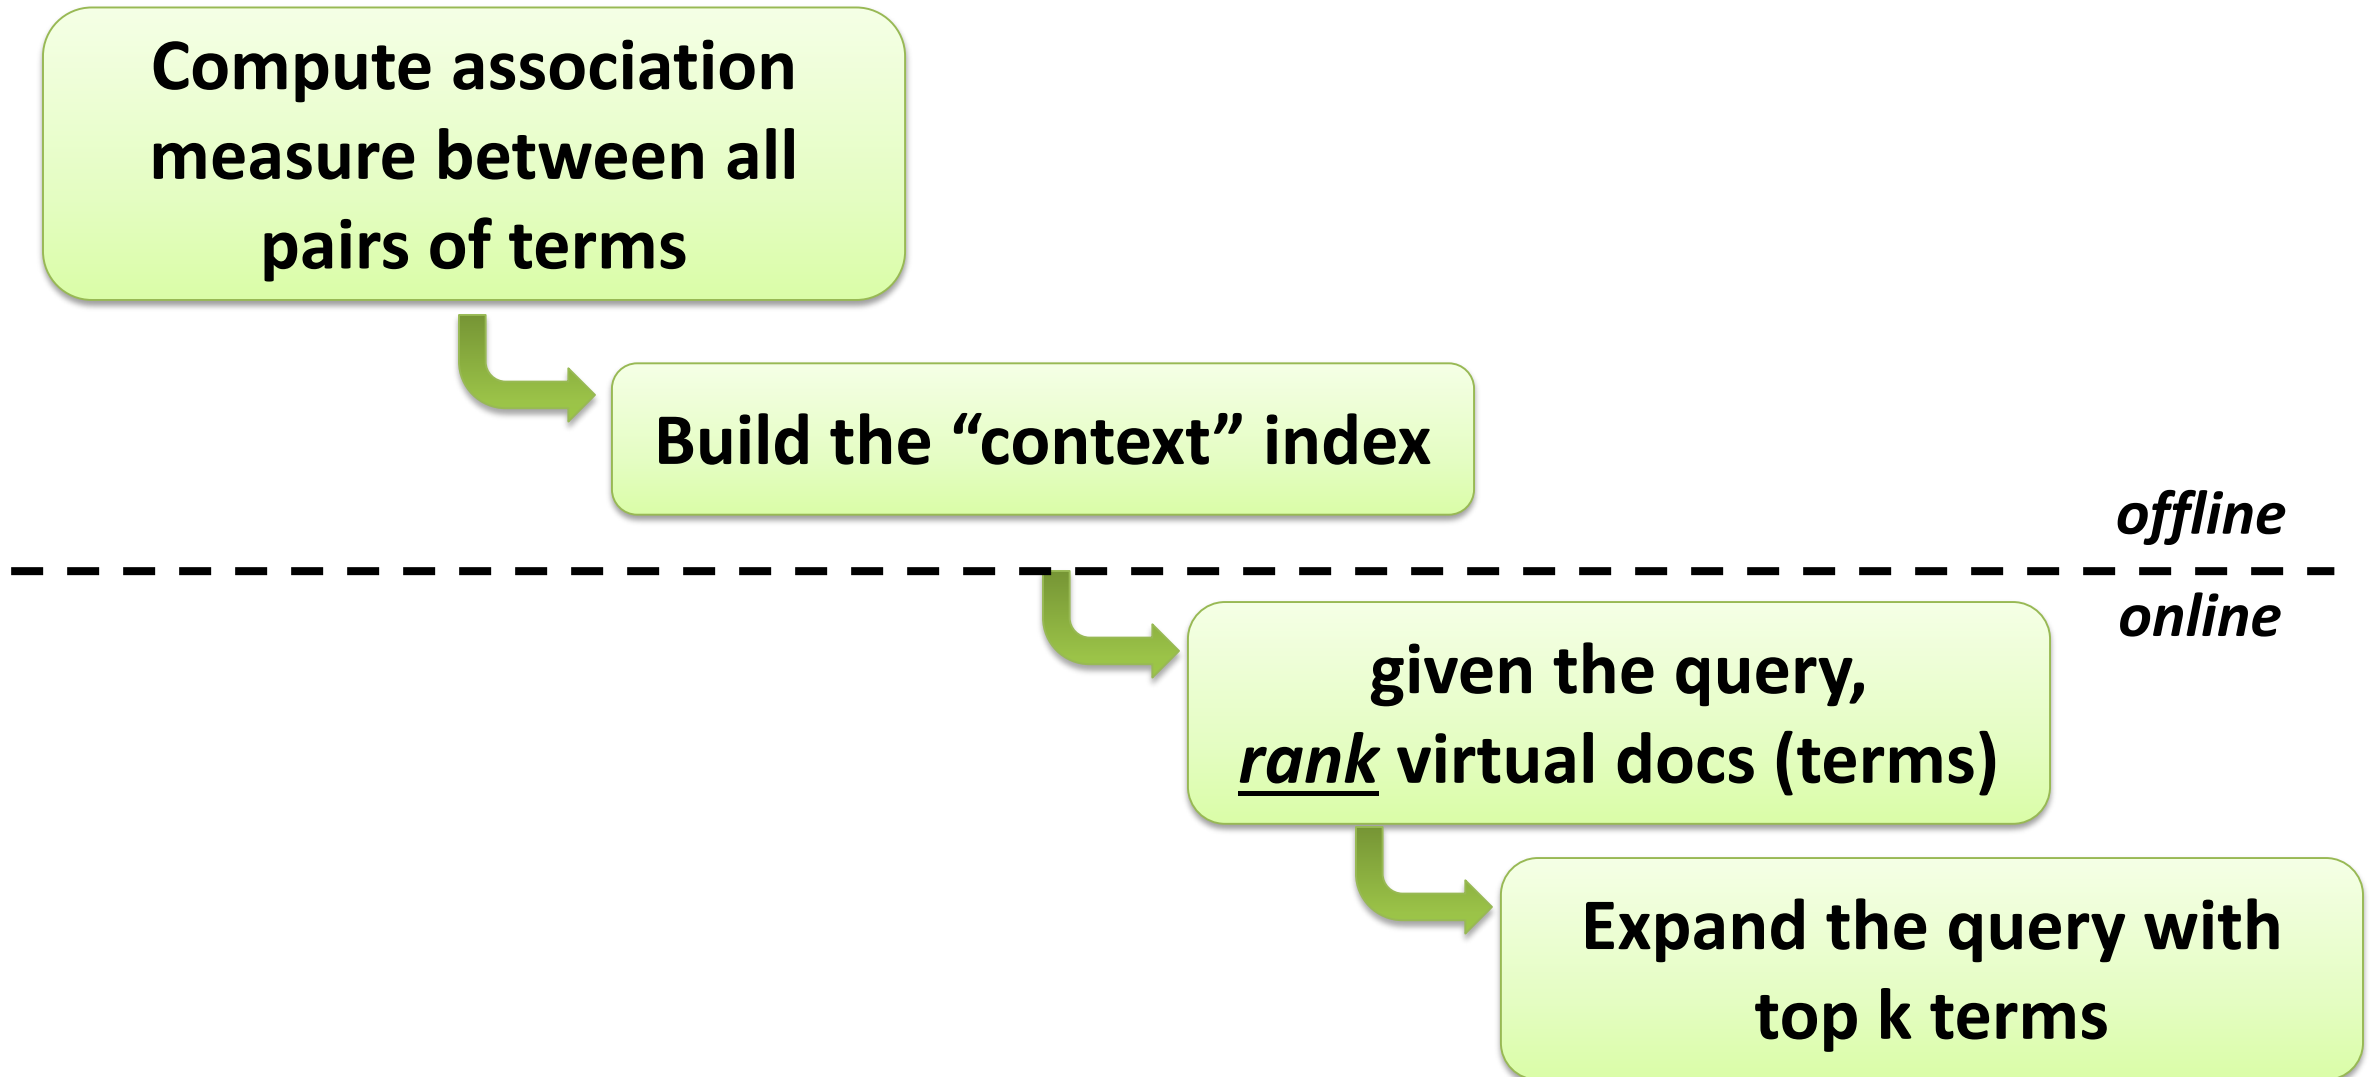 Compute association
measure between all
pairs of terms
Build the “context” index
offline
online
given the query,
rank virtual docs (terms)
Expand the query with
top k terms